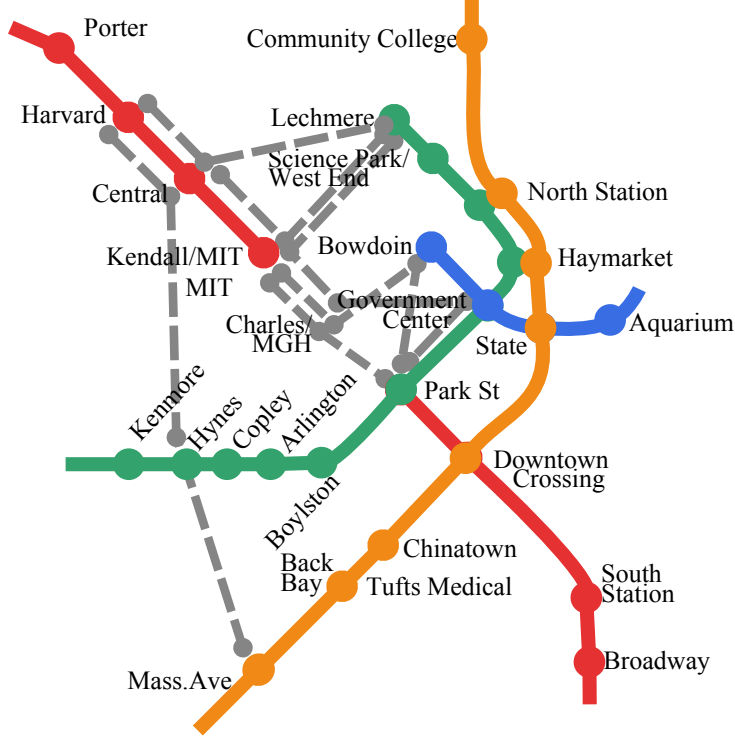 Porter
Community College
Harvard
Lechmere
Science Park/
West End
Central
North Station
Bowdoin
Kendall/MIT
MIT
Haymarket
Government
Center
Charles/
MGH
Aquarium
State
Kenmore
Hynes
Copley
Arlington
Park St
Boylston
Downtown
Crossing
Chinatown
Back
Bay
Tufts Medical
South
Station
Broadway
Mass.Ave